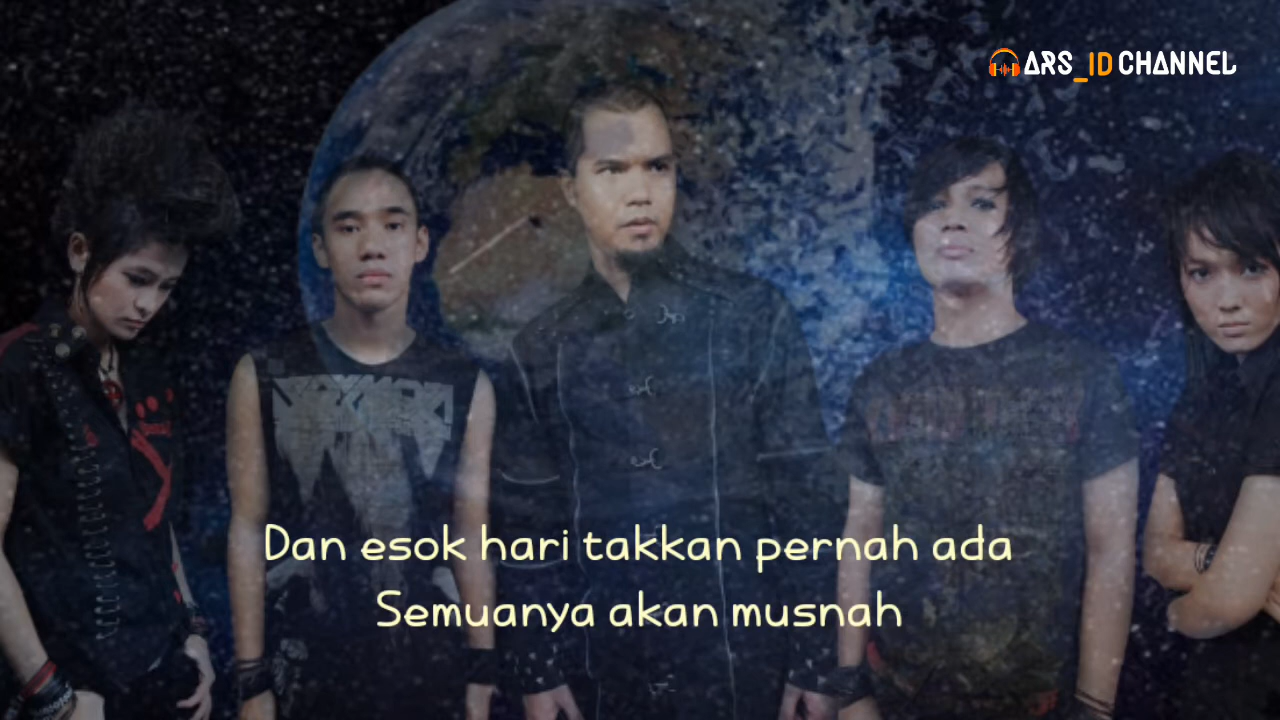 ARS_ID CHANNEL
Dan esok hari takkan pernah ada
Semuanya akan musnah